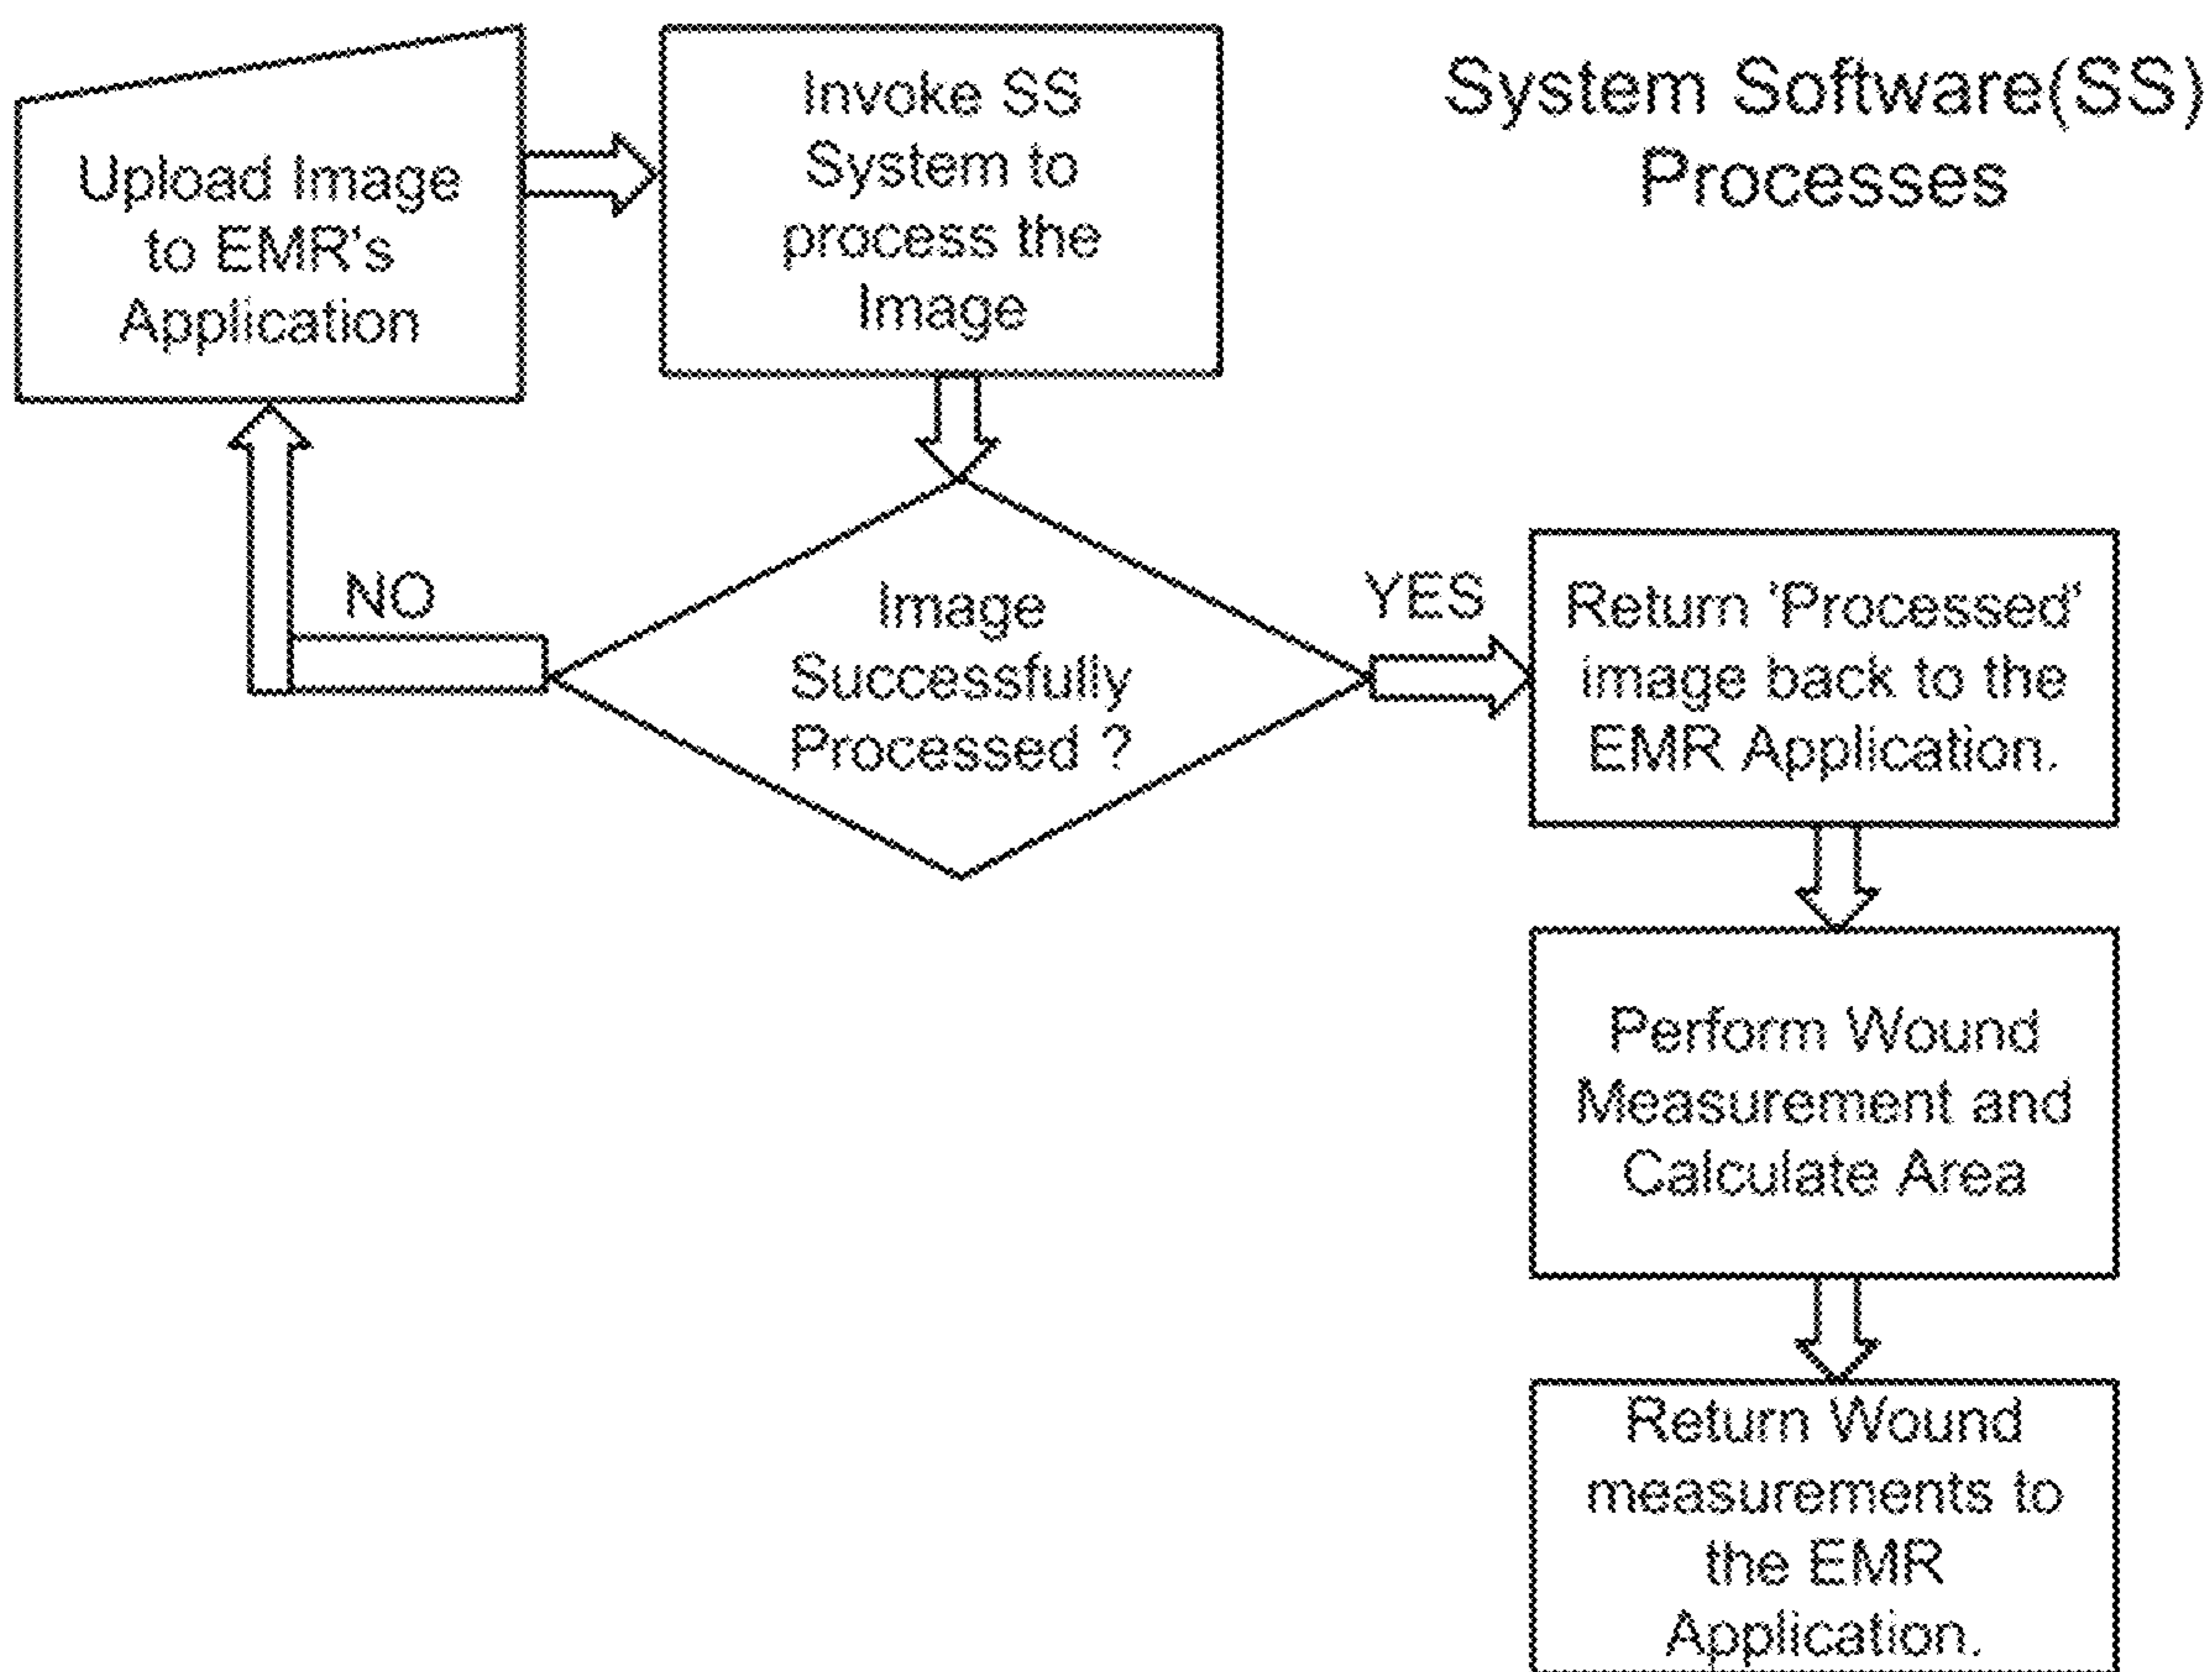 System Software(SS)
Processes
Upload Image
to EMR's
Application
Invoke SS
System to
process the
Image
Image
Successfully
Processed ?
NO
YES
Return 'Processed'
image back to the
EMR Application.
Perform Wound
Measurement and
Calculate Area
Return Wound
measurements to
the EMR
Application.